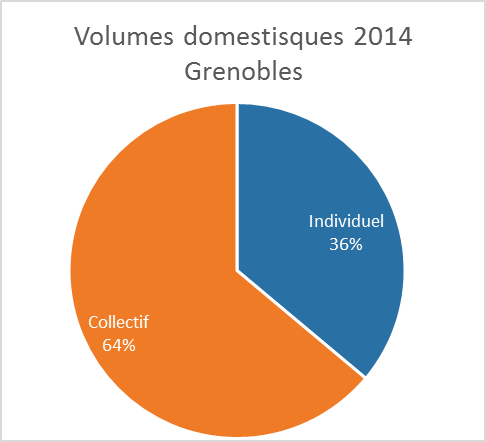 Volumes domestisques 2014
Grenobles
Individuel
36%
Collectif
64%